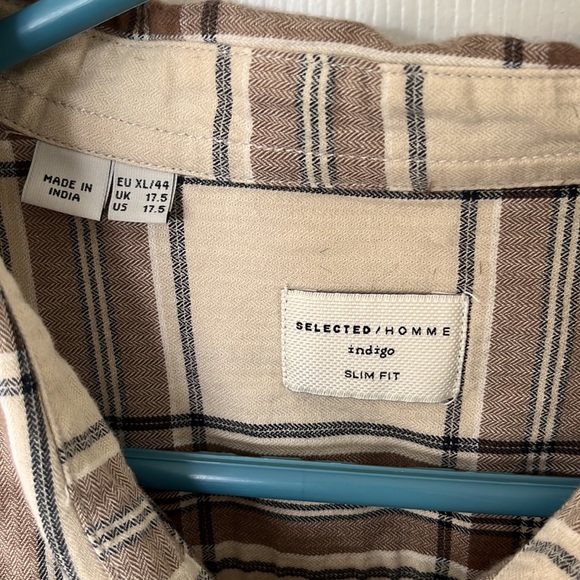 MADE IN
INDIA
EU XL/44
UK 17.5
US 17.5
SELECTED/HOMME
indigo
SLIM FIT